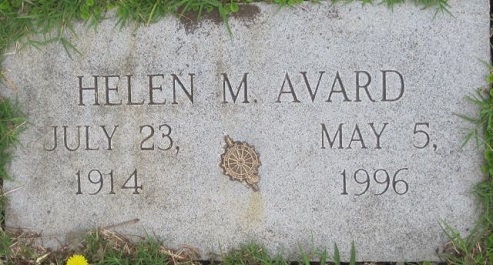 HELEN M. AVARD
JULY 23, MAY 5,
1914 1996